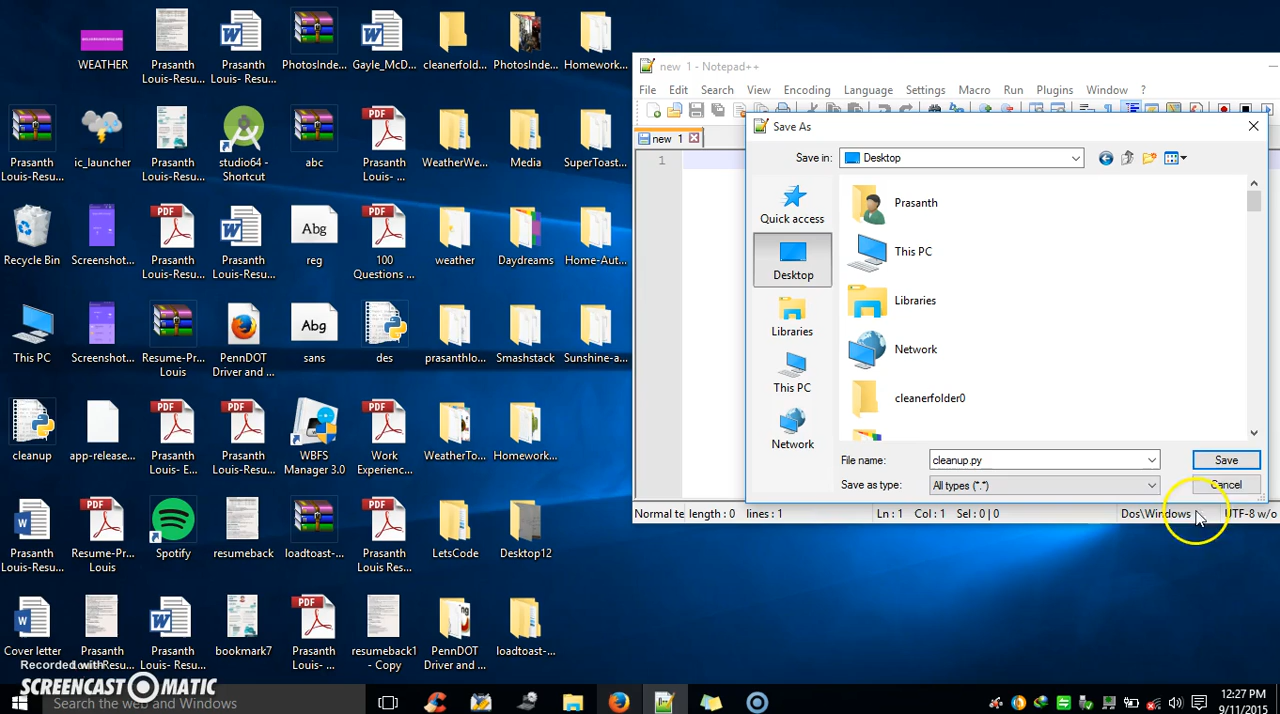 WEATHER
Prasanth
Louis-Resu...
Prasanth
Louis- Resu...
PhotosInde...
Gayle_McD...
cleanerfold...
PhotosInde...
Homework...
Prasanth
Louis-Resu...
ic_launcher
Prasanth
Louis-Resu...
studio64 -
Shortcut
abc
Prasanth
Louis- ...
WeatherWe...
Media
SuperToast...
Recycle Bin
Screenshot...
Prasanth
Louis-Resu...
Prasanth
Louis-Resu...
Abg
reg
100
Questions ...
weather
Daydreams
Home-Aut...
This PC
Screenshot...
Resume-Pr...
Louis
PennDOT
Driver and ...
Abg
sans
des
prasanthlo...
Smashstack
Sunshine-a...
cleanup
app-release...
Prasanth
Louis- E...
Prasanth
Louis-Resu...
WBFS
Manager 3.0
Work
Experienc...
WeatherTo...
Homework...
Prasanth
Louis-Resu...
Resume-Pr...
Louis
Spotify
resumeback
loadtoast-...
Prasanth
Louis Res...
LetsCode
Desktop12
Cover letter
Prasanth
Louis-Resu...
Prasanth
Louis- Resu...
bookmark7
Prasanth
Louis- ...
resumeback1
- Copy
PennDOT
Driver and ...
loadtoast-...
new 1 - Notepad++
File Edit Search View Encoding Language Settings Macro Run Plugins Window ?
new 1
1
Save As
Save in: Desktop
Quick access
Desktop
Libraries
This PC
Network
Prasanth
This PC
Libraries
Network
cleanerfolder0
File name: cleanup.py Save
Save as type: All types (*.*) Cancel
length : 0 lines : 1 Ln : 1 Sel : 0 | 0 Dos\Windows UTF-8 w/o
Recorded with
SCREENCAST MATIC
Search the web and Windows
12:27 PM
9/11/2015